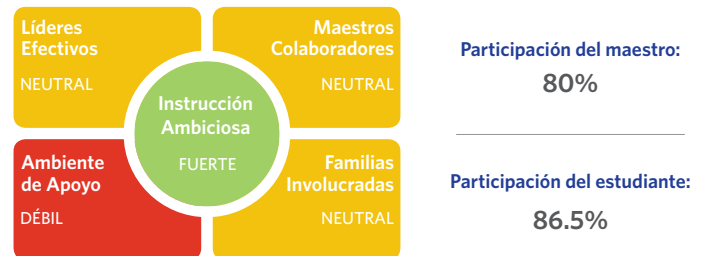 Líderes
Efectivos
NEUTRAL
Maestros
Colaboradores
NEUTRAL
Instrucción
Ambiciosa
FUERTE
Ambiente
de Apoyo
DÉBIL
Familias
Involucradas
NEUTRAL
Participación del maestro:
80%
Participación del estudiante:
86.5%